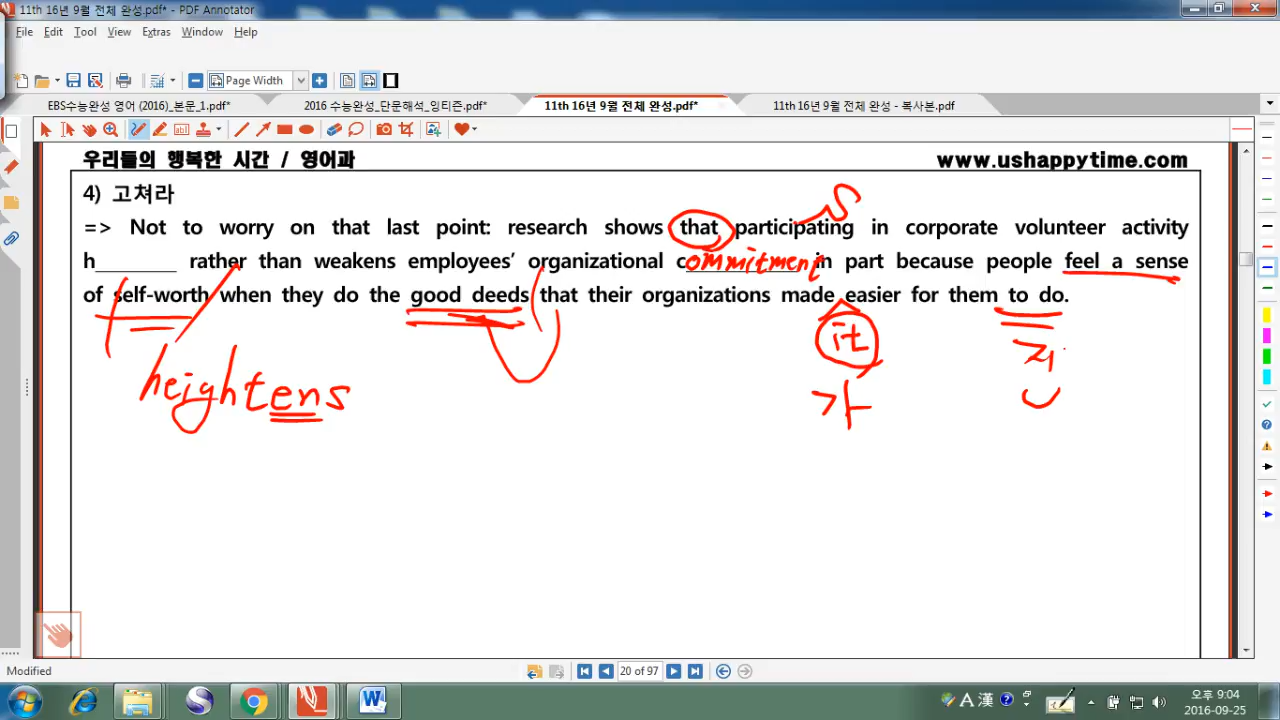 11th 16년 9월 전체 완성.pdf* - PDF Annotator
File Edit Tool View Extras Window Help
Page Width
EBS수능완성 영어 (2016)_본문_1.pdf* 2016 수능완성_단문해석_잉티즌.pdf* 11th 16년 9월 전체 완성.pdf* 11th 16년 9월 전체 완성 - 복사본.pdf
우리들의 행복한 시간 / 영어과 www.ushappytime.com
4) 고쳐라
S
=> Not to worry on that last point: research shows that participating in corporate volunteer activity
h________ rather than weakens employees’ organizational commitment in part because people feel a sense
of self-worth when they do the good deeds that their organizations made easier for them to do.
it
heightens 가
Modified 20 of 97
A 漢 오후 9:04
2016-09-25